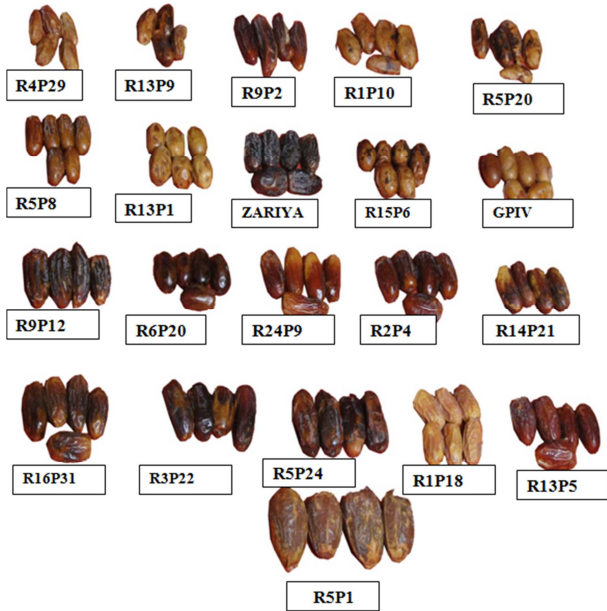 R4P29
R13P9
R9P2
R1P10
R5P20
R5P8
R13P1
ZARIYA
R15P6
GPIV
R9P12
R6P20
R24P9
R2P4
R14P21
R16P31
R3P22
R5P24
R1P18
R13P5
R5P1